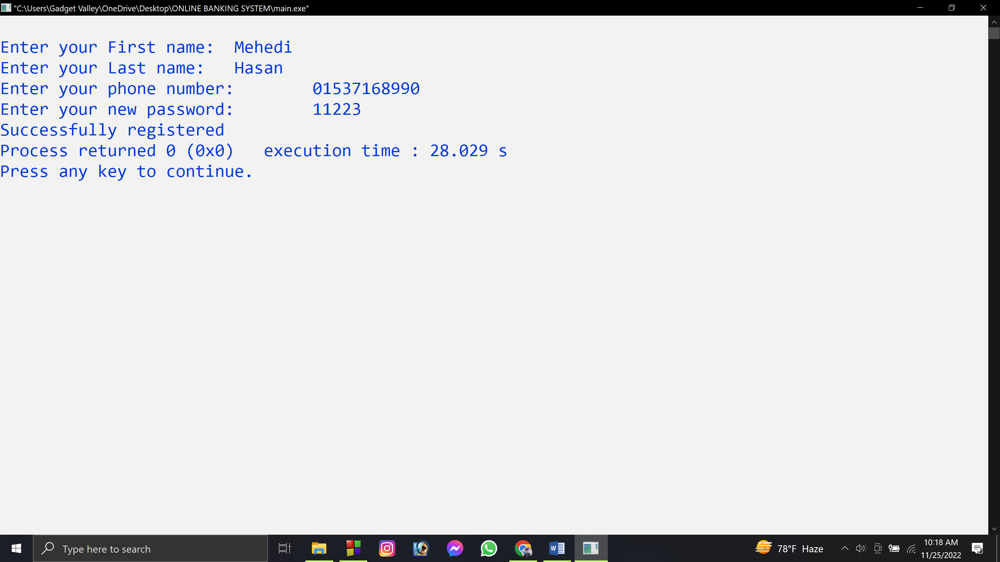 "C:\Users\Gadget Valley\OneDrive\Desktop\ONLINE BANKING SYSTEM\main.exe"
Enter your First name: Mehedi
Enter your Last name: Hasan
Enter your phone number: 01537168990
Enter your new password: 11223
Successfully registered
Process returned 0 (0x0) execution time : 28.029 s
Press any key to continue.
Type here to search
W
78°F Haze
10:18 AM
11/25/2022